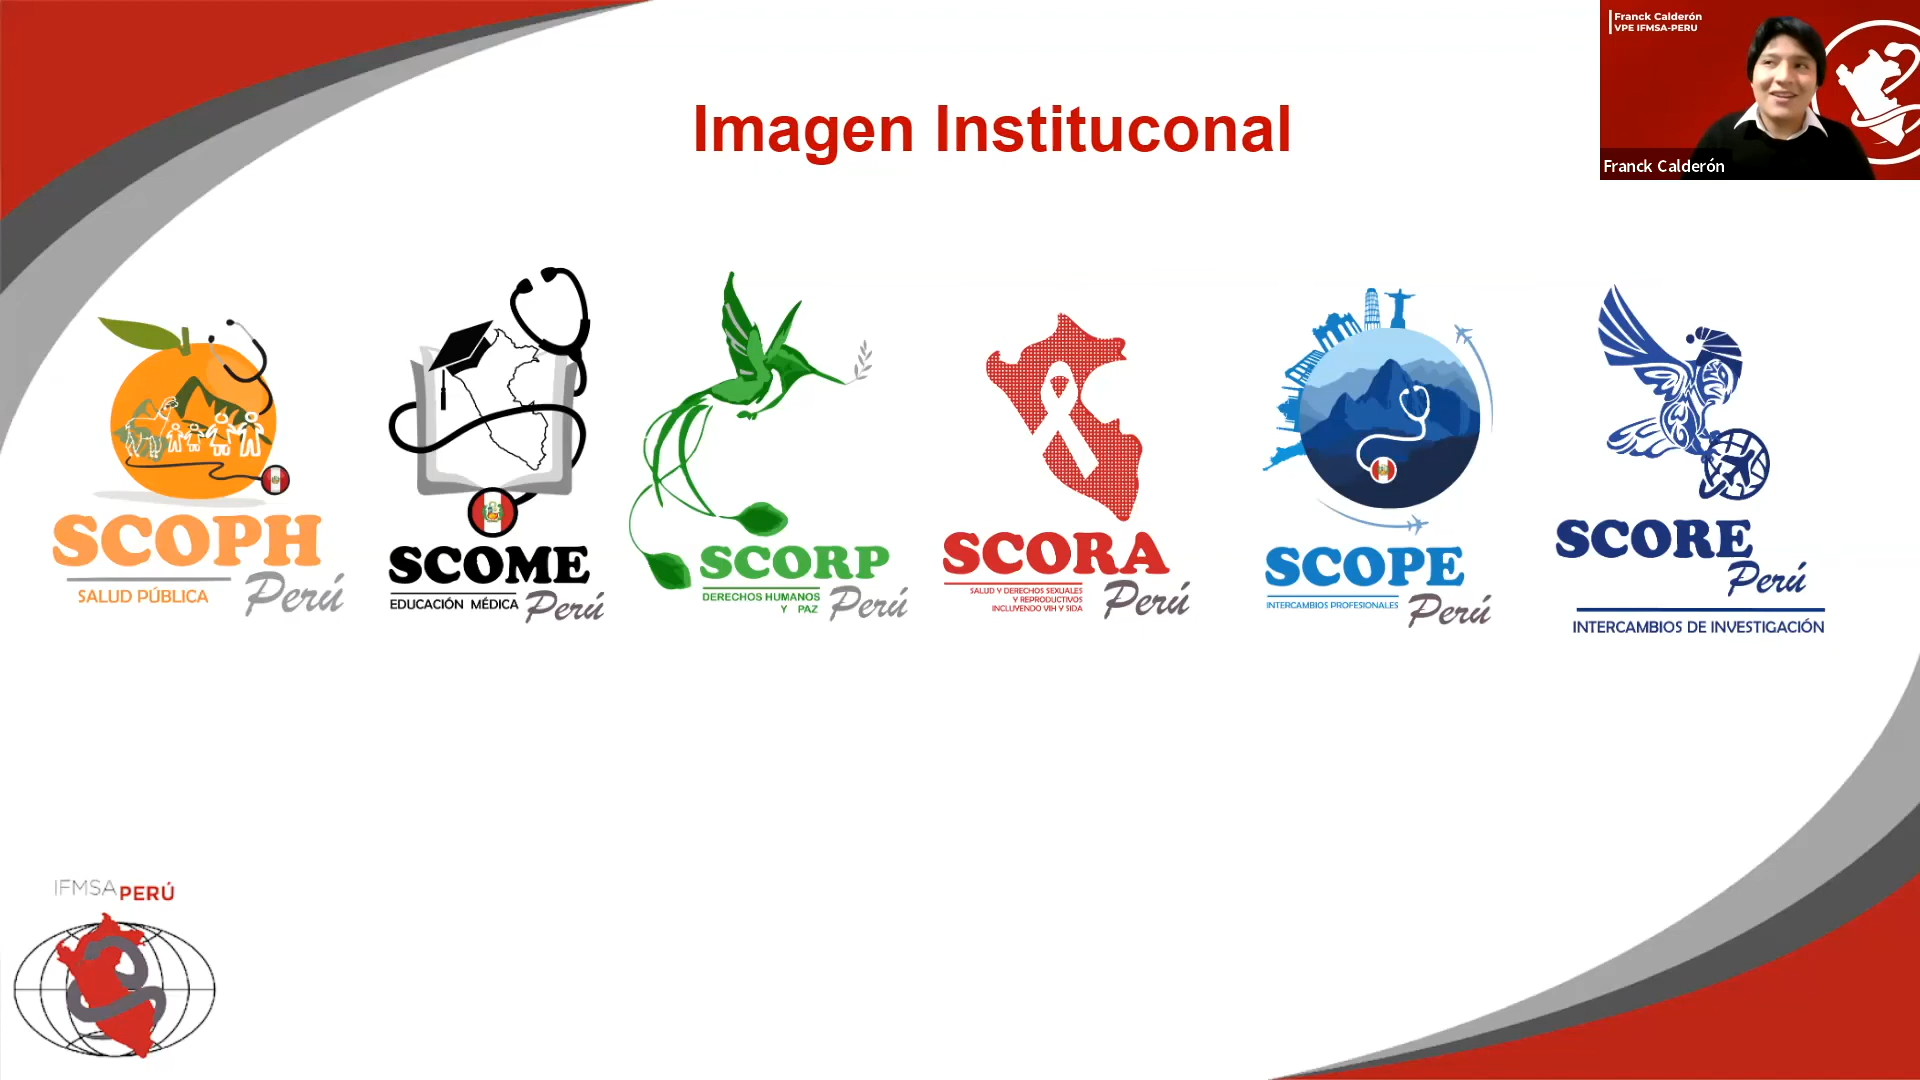 Franck Calderón
VPE IFMSA-PERU
Franck Calderón
Imagen Instituconal
SCOPH
Perú
SALUD PÚBLICA
SCOME
EDUCACIÓN MÉDICA
Perú
SCORP
DERECHOS HUMANOS
Y PAZ
Perú
SCORA
SALUD Y DERECHOS SEXUALES
Y REPRODUCTIVOS
INCLUYENDO VIH Y SIDA
Perú
SCOPE
INTERCAMBIOS PROFESIONALES
Perú
SCORE
Perú
INTERCAMBIOS DE INVESTIGACIÓN
IFMSA PERÚ